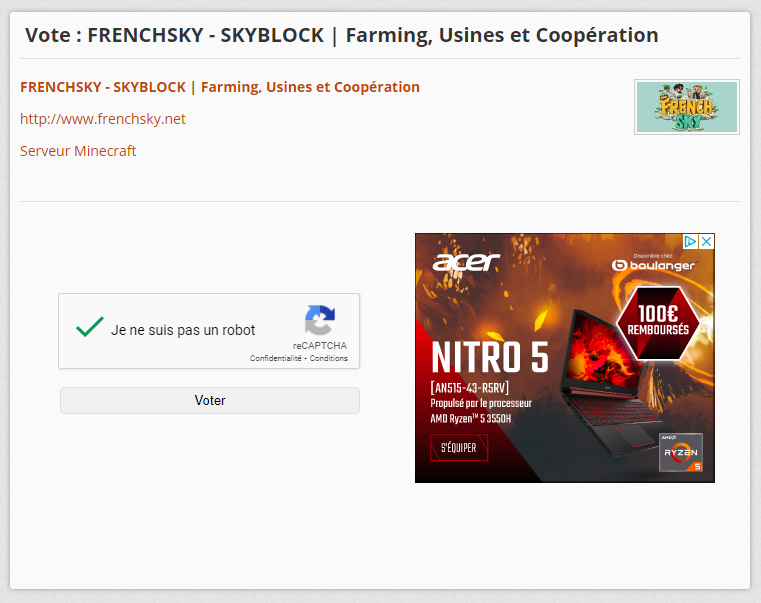 Vote : FRENCHSKY - SKYBLOCK | Farming, Usines et Coopération
FRENCHSKY - SKYBLOCK | Farming, Usines et Coopération
http://www.frenchsky.net
Serveur Minecraft
FRENCH
SKY
Je ne suis pas un robot
reCAPTCHA
Confidentialité - Conditions
Voter
acer
Disponible chez
boulanger
100€
REMBOURSÉS
NITRO 5
[AN515-43-R5RV]
Propulsé par le processeur
AMD Ryzen™ 5 3550H
S'ÉQUIPER
AMD
RYZEN
5